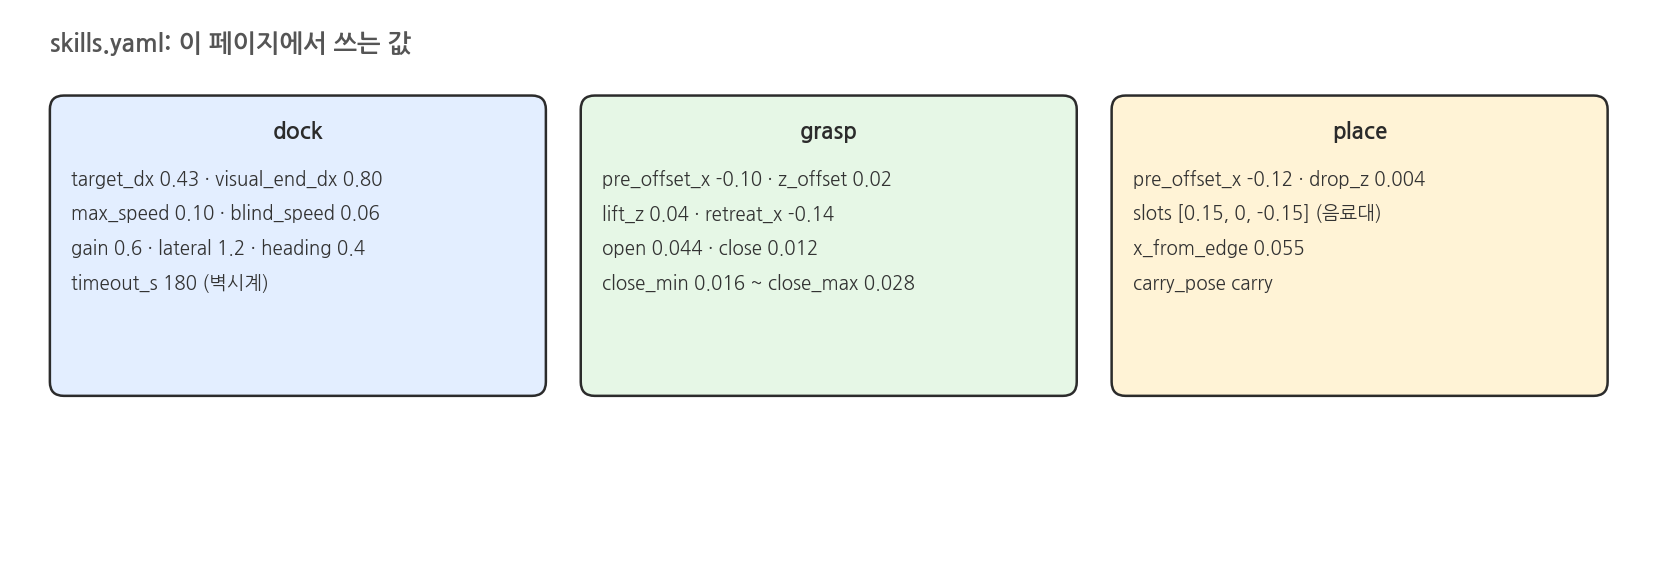 skills.yaml: 이 페이지에서 쓰는 값
dock
target_dx 0.43 · visual_end_dx 0.80
max_speed 0.10 · blind_speed 0.06
gain 0.6 · lateral 1.2 · heading 0.4
timeout_s 180 (벽시계)
grasp
pre_offset_x -0.10 · z_offset 0.02
lift_z 0.04 · retreat_x -0.14
open 0.044 · close 0.012
close_min 0.016 ~ close_max 0.028
place
pre_offset_x -0.12 · drop_z 0.004
slots [0.15, 0, -0.15] (음료대)
x_from_edge 0.055
carry_pose carry